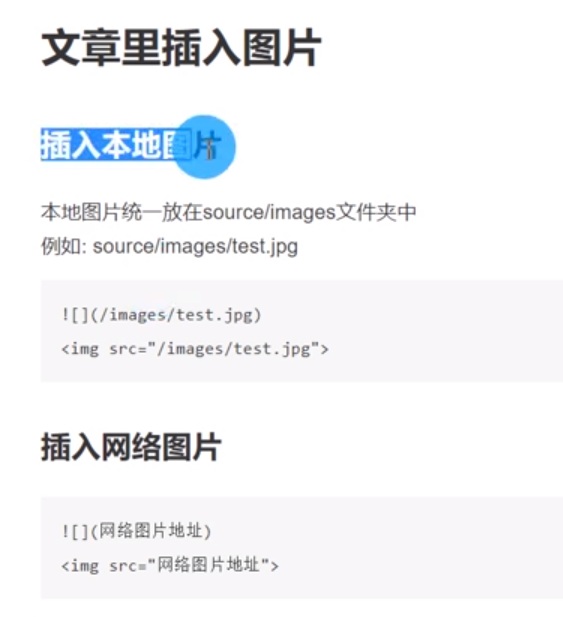 文章里插入图片
插入本地图片
本地图片统一放在source/images文件夹中
例如: source/images/test.jpg
![](/images/test.jpg)
<img src="/images/test.jpg">
插入网络图片
![](网络图片地址)
<img src="网络图片地址">